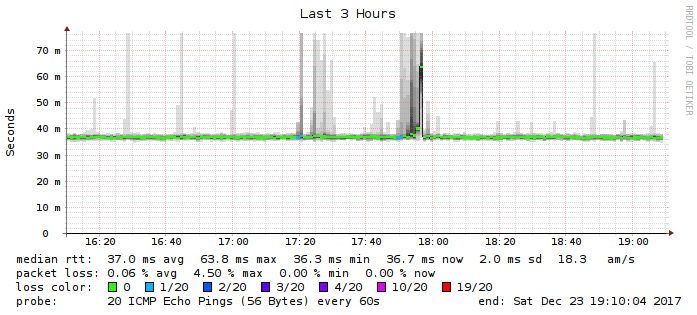 Last 3 Hours
RRDTOOL / TOBI OETIKER
Seconds
70 m
60 m
50 m
40 m
30 m
20 m
10 m
0
16:20 16:40 17:00 17:20 17:40 18:00 18:20 18:40 19:00
median rtt: 37.0 ms avg 63.8 ms max 36.3 ms min 36.7 ms now 2.0 ms sd 18.3 am/s
packet loss: 0.06 % avg 4.50 % max 0.00 % min 0.00 % now
loss color: 0 1/20 2/20 3/20 4/20 10/20 19/20
probe: 20 ICMP Echo Pings (56 Bytes) every 60s end: Sat Dec 23 19:10:04 2017